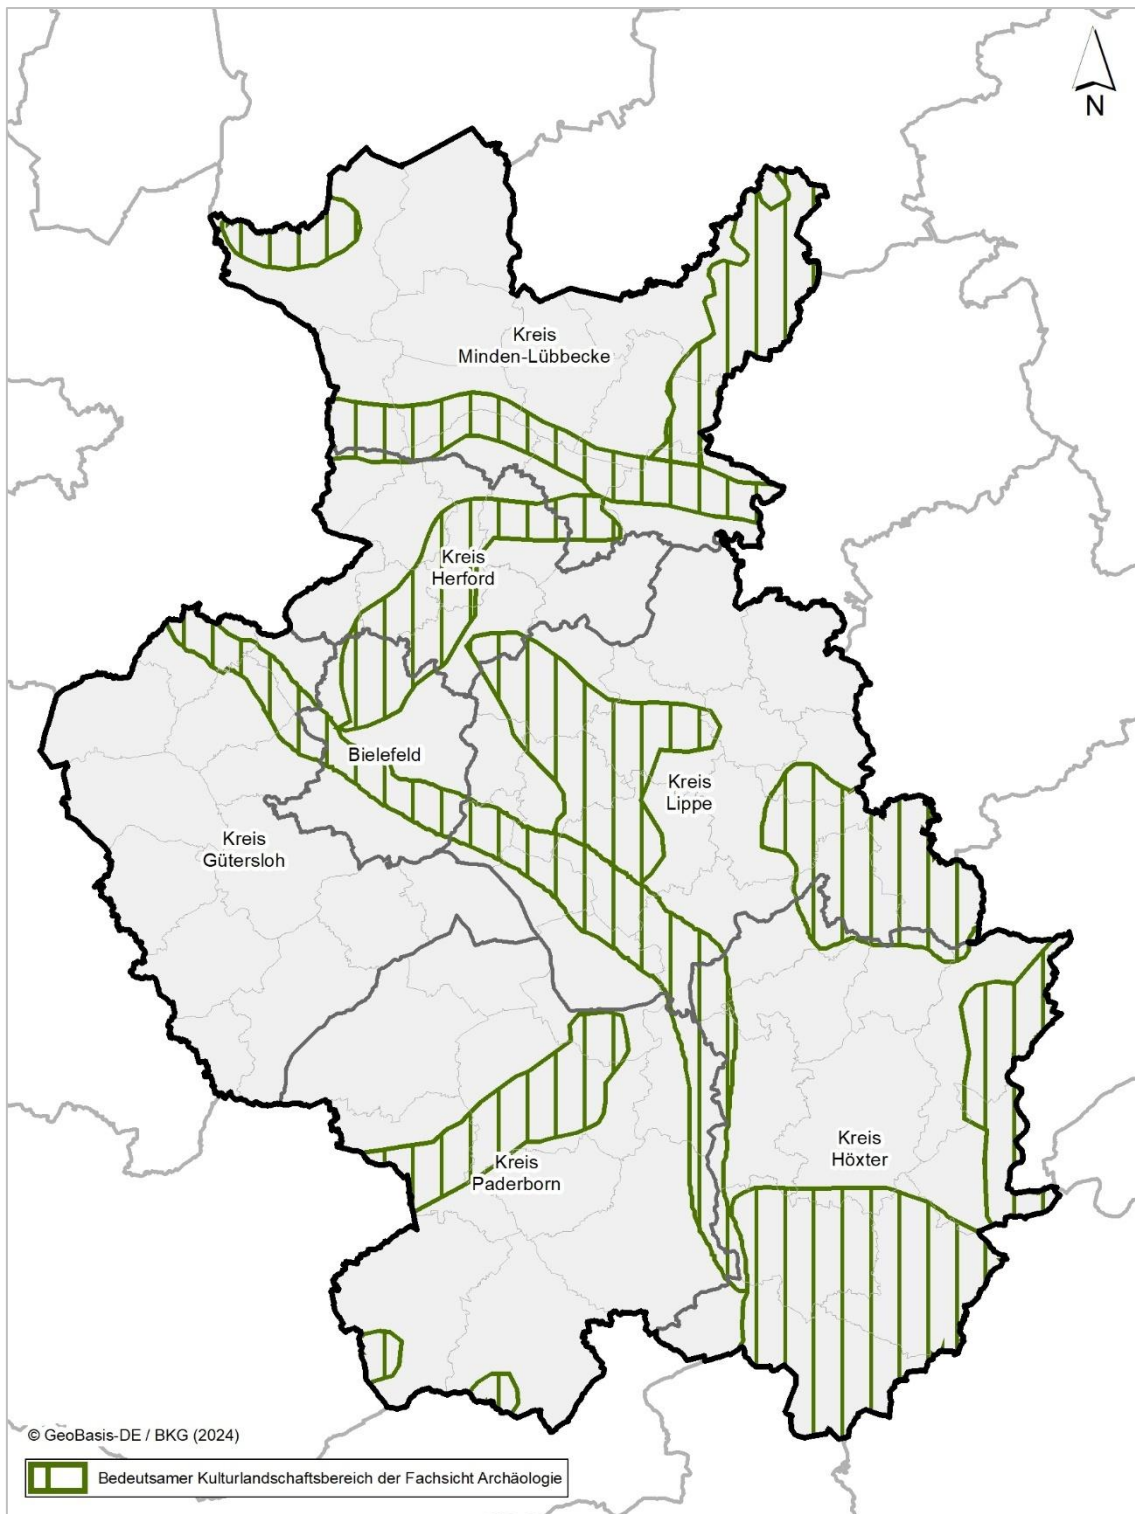 N
Kreis
Minden-Lübbecke
Kreis
Herford
Bielefeld
Kreis
Lippe
Kreis
Gütersloh
Kreis
Höxter
Kreis
Paderborn
© GeoBasis-DE / BKG (2024)
Bedeutsamer Kulturlandschaftsbereich der Fachsicht Archäologie